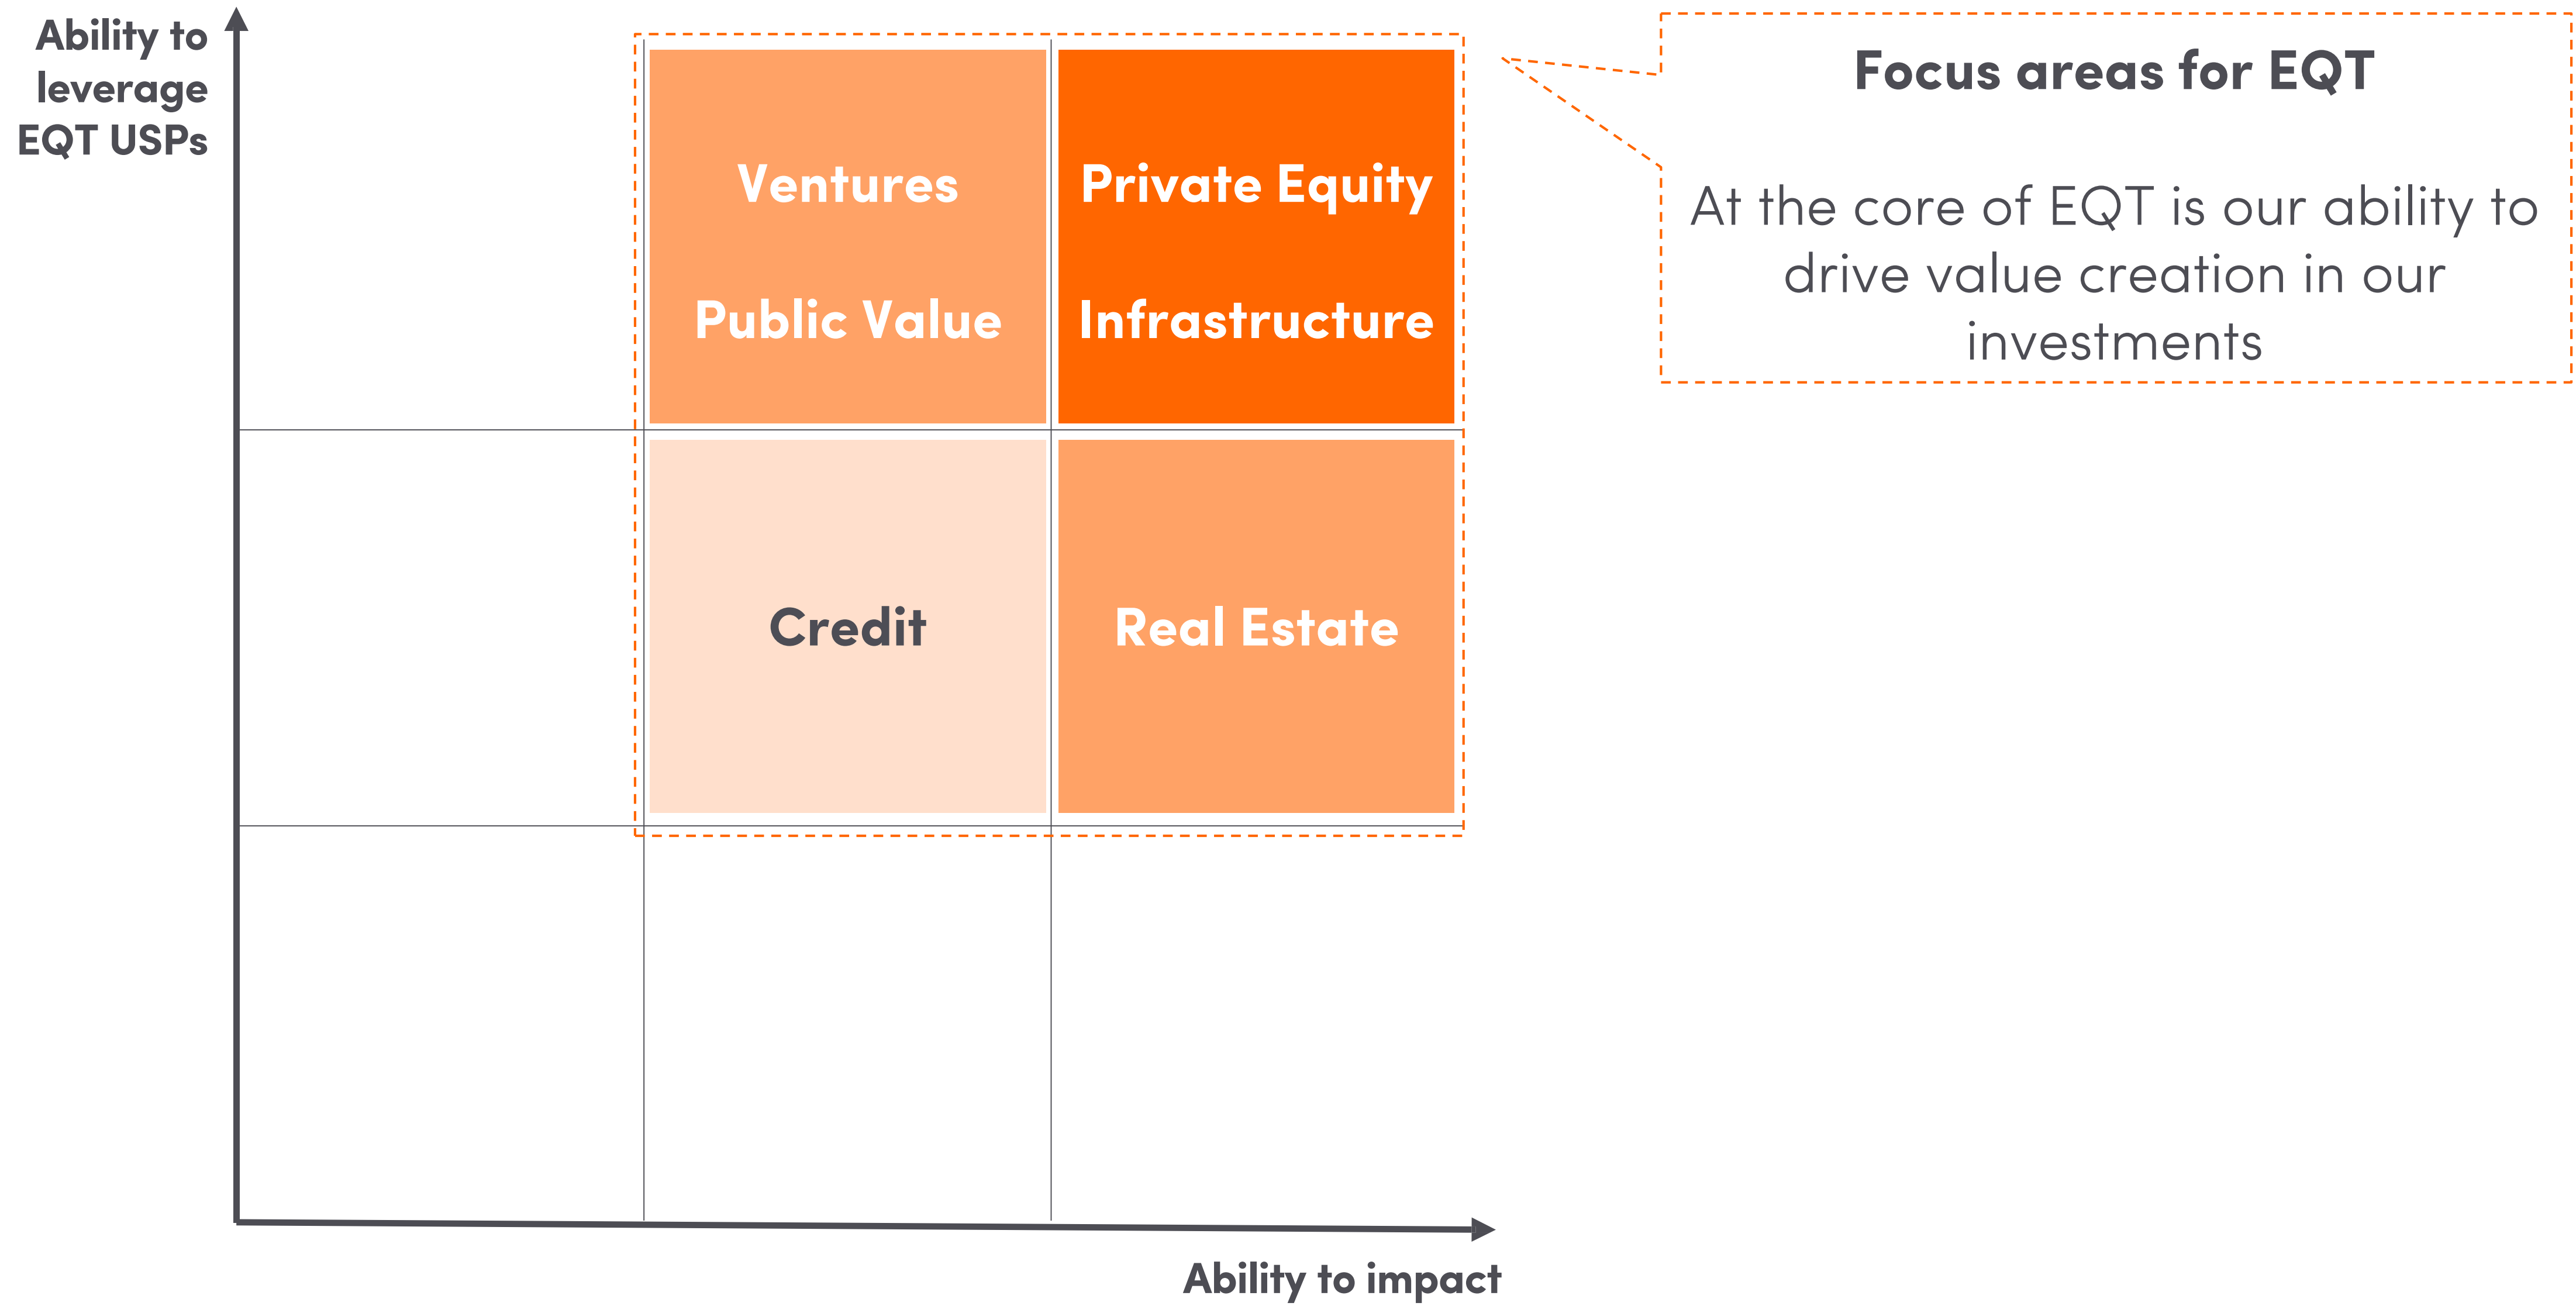 Ability to
leverage
EQT USPs
Ventures
Public Value
Private Equity
Infrastructure
Credit
Real Estate
Focus areas for EQT
At the core of EQT is our ability to
drive value creation in our
investments
Ability to impact